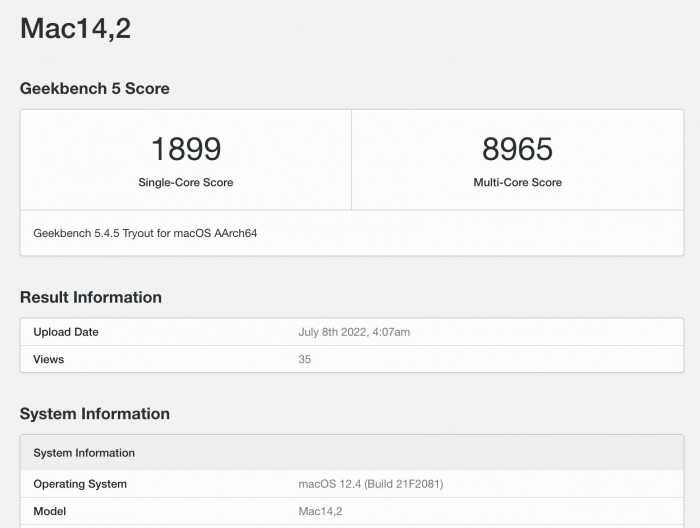 Mac14,2
Geekbench 5 Score
1899
Single-Core Score
8965
Multi-Core Score
Geekbench 5.4.5 Tryout for macOS AArch64
Result Information
Upload Date July 8th 2022, 4:07am
Views 35
System Information
System Information
Operating System macOS 12.4 (Build 21F2081)
Model Mac14,2